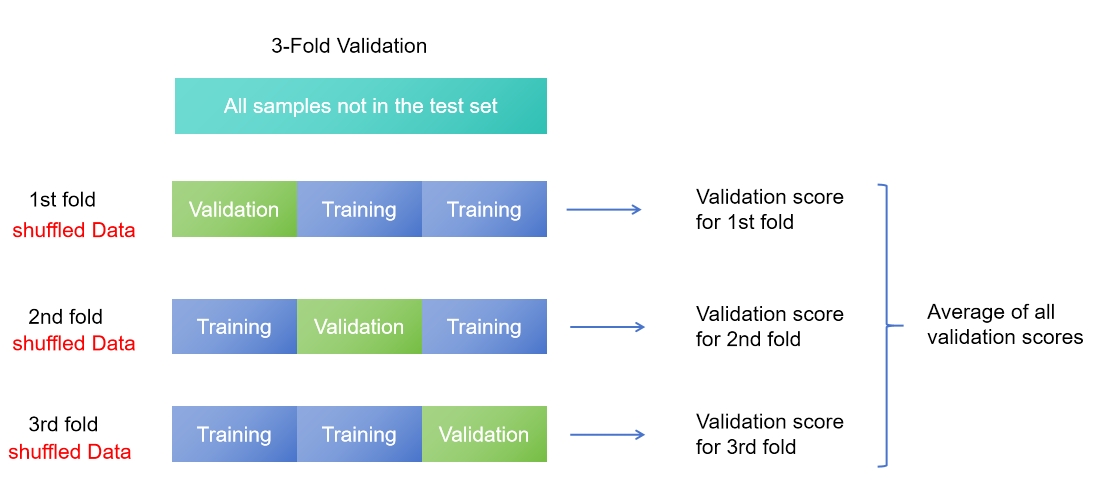 3-Fold Validation
All samples not in the test set
1st fold
shuffled Data
Validation
Training
Training
Validation score
for 1st fold
2nd fold
shuffled Data
Training
Validation
Training
Validation score
for 2nd fold
3rd fold
shuffled Data
Training
Training
Validation
Validation score
for 3rd fold
Average of all
validation scores